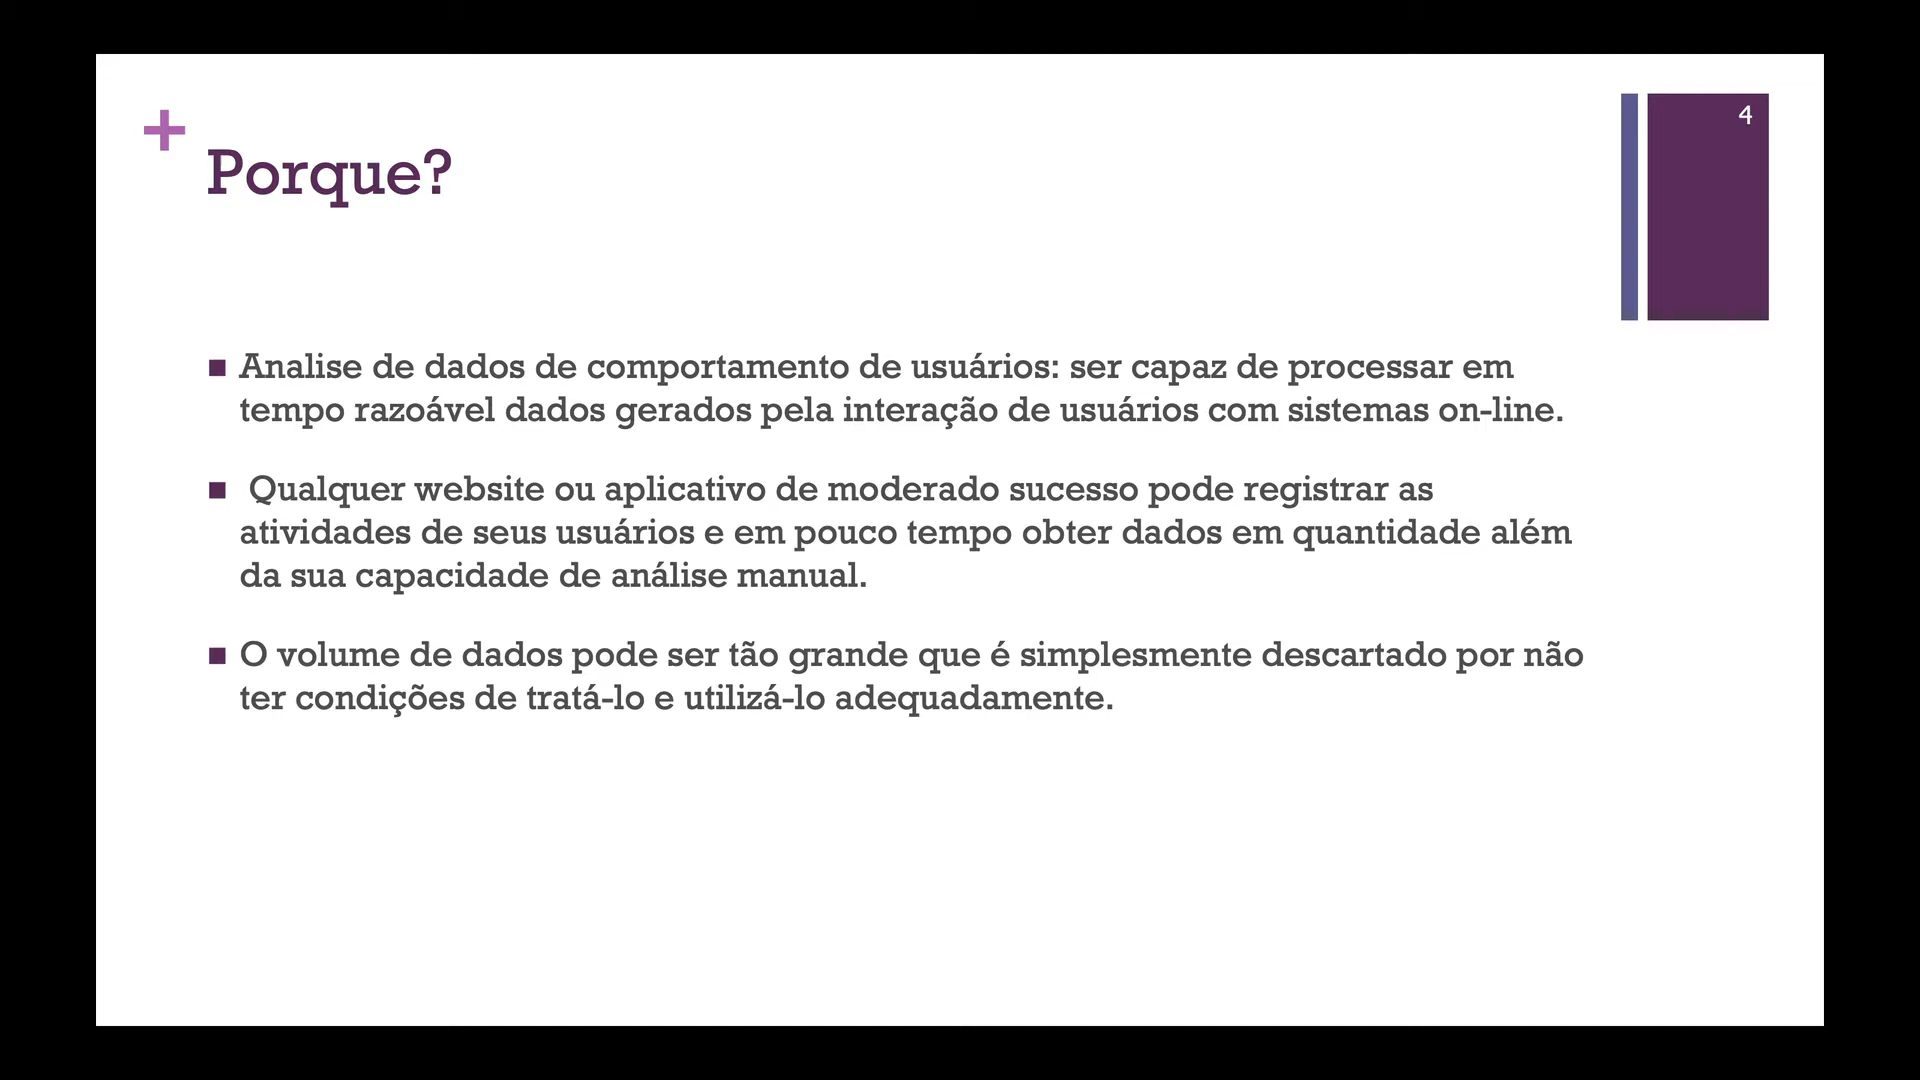 +
4
Porque?
■ Analise de dados de comportamento de usuários: ser capaz de processar em
tempo razoável dados gerados pela interação de usuários com sistemas on-line.
■ Qualquer website ou aplicativo de moderado sucesso pode registrar as
atividades de seus usuários e em pouco tempo obter dados em quantidade além
da sua capacidade de análise manual.
■ O volume de dados pode ser tão grande que é simplesmente descartado por não
ter condições de tratá-lo e utilizá-lo adequadamente.